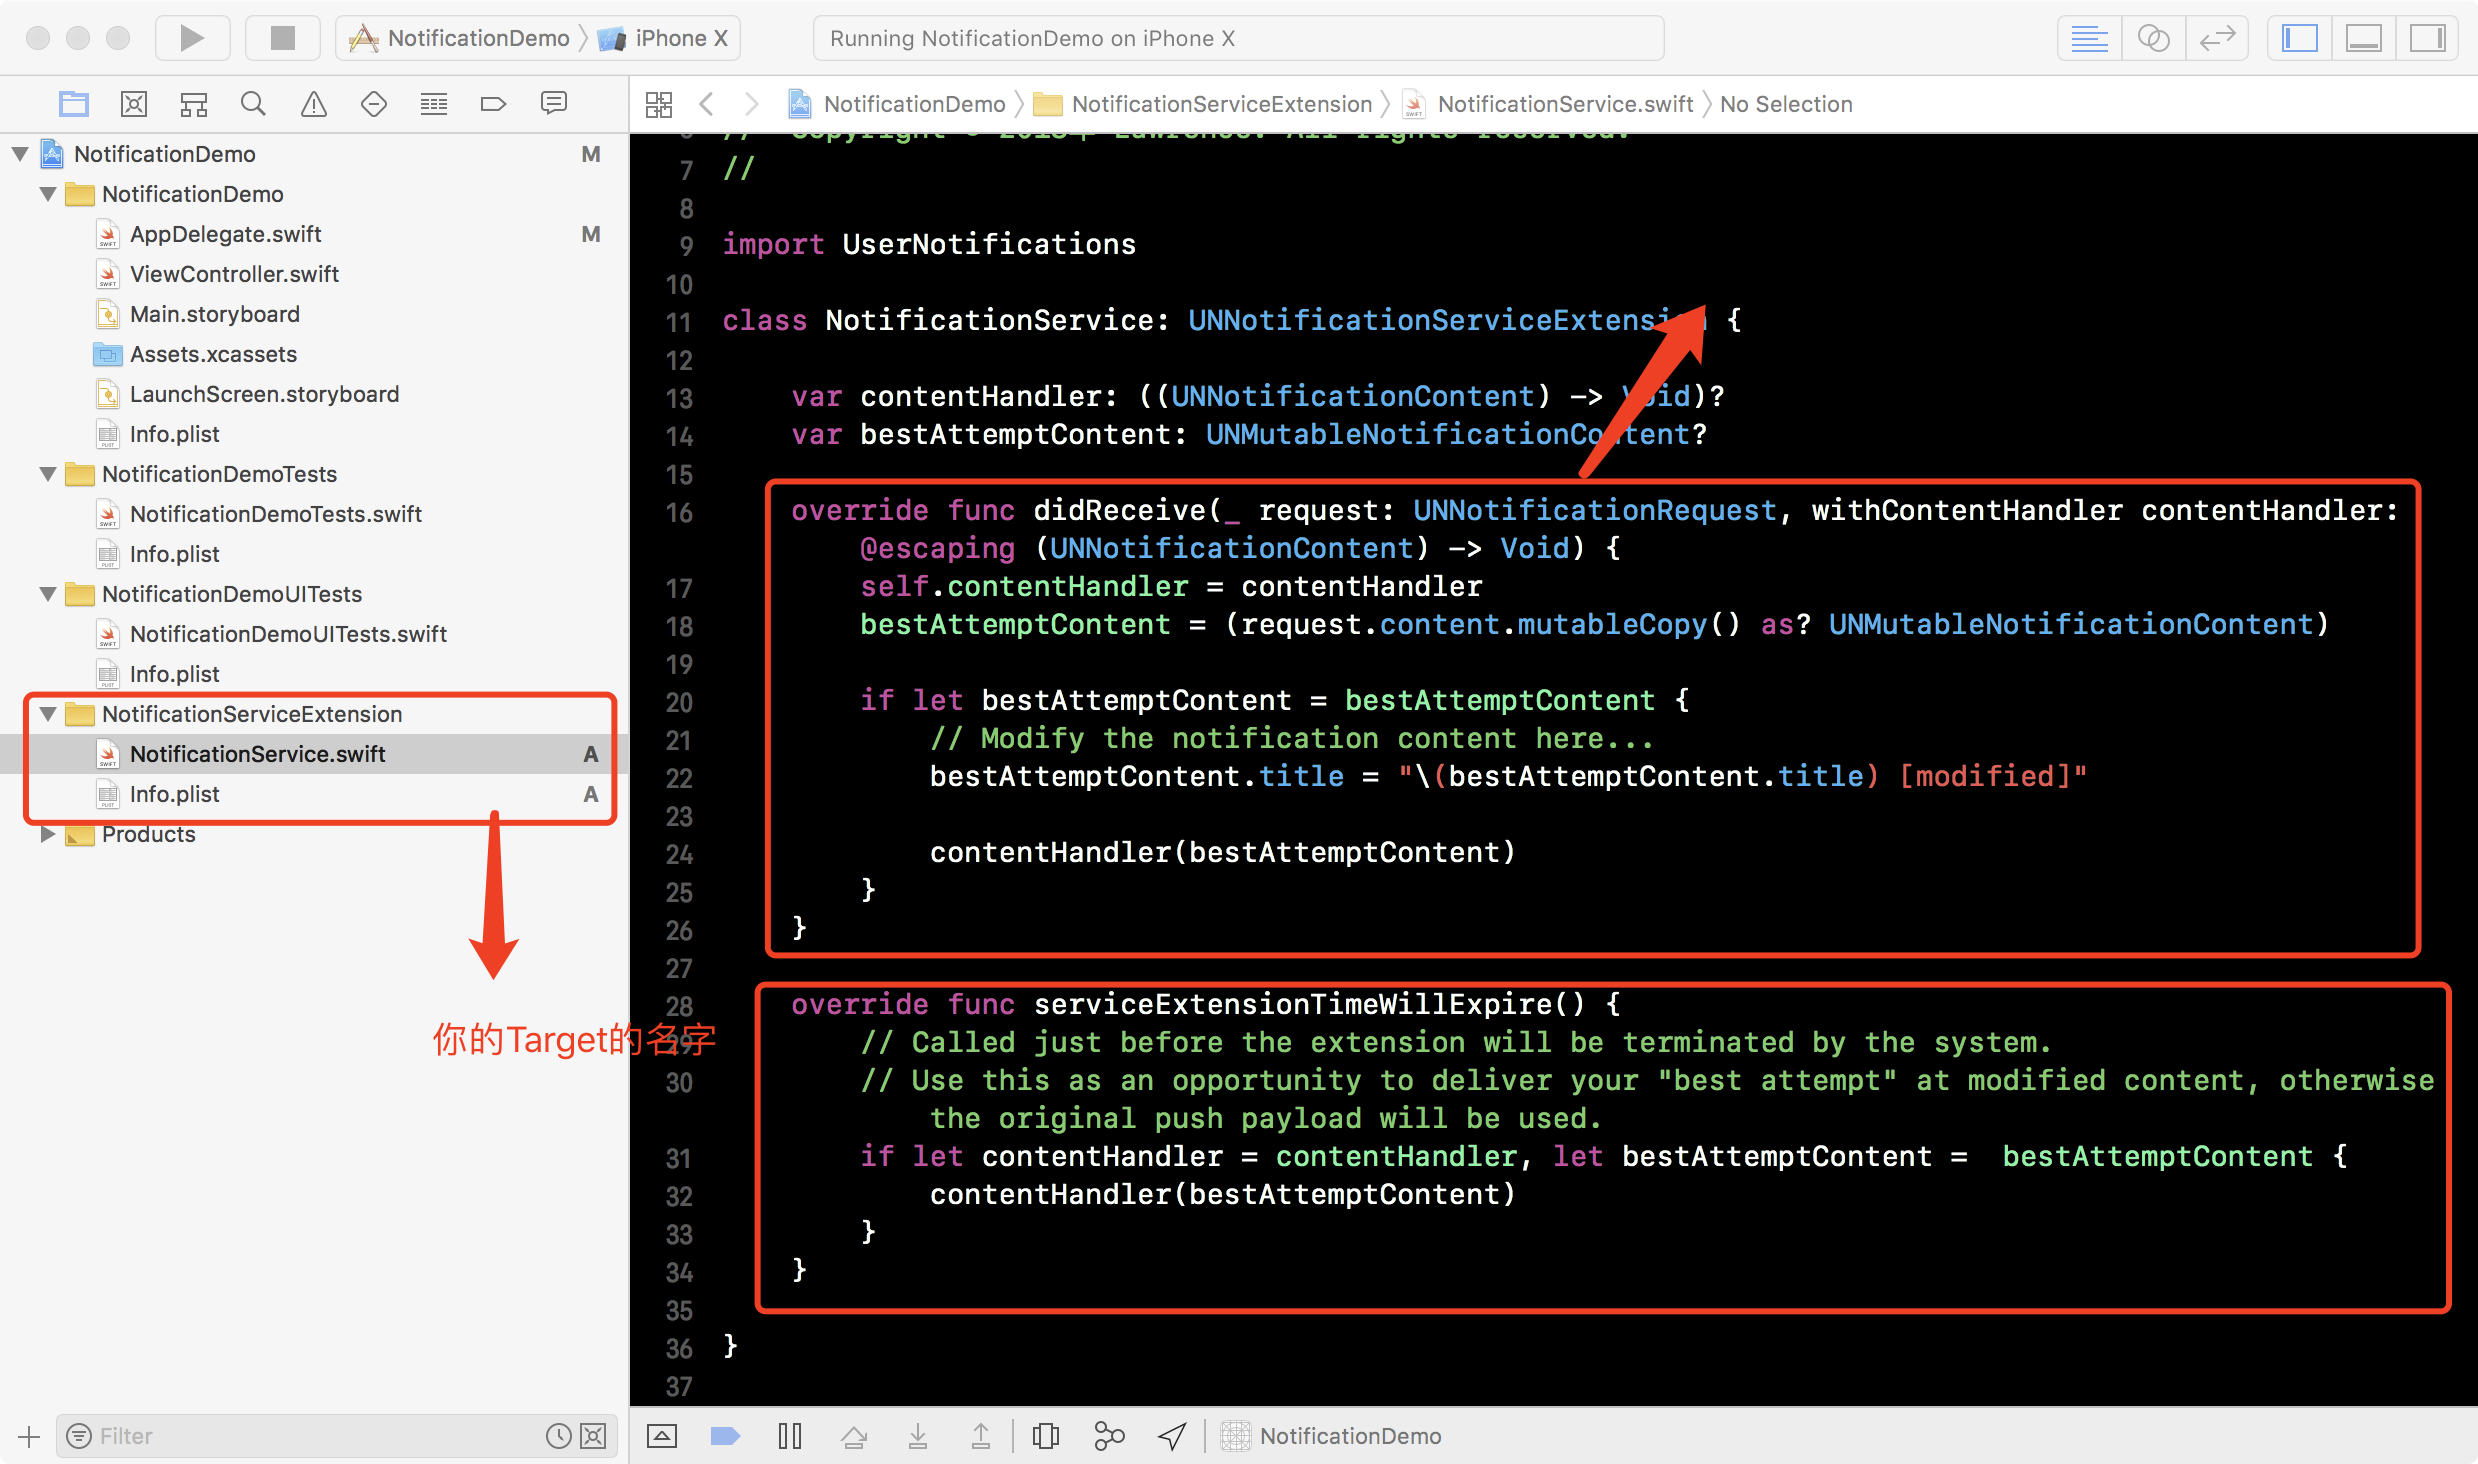 NotificationDemo iPhone X
Running NotificationDemo on iPhone X
NotificationDemo NotificationServiceExtension NotificationService.swift No Selection
NotificationDemo M
NotificationDemo
AppDelegate.swift M
ViewController.swift
Main.storyboard
Assets.xcassets
LaunchScreen.storyboard
Info.plist
NotificationDemoTests
NotificationDemoTests.swift
Info.plist
NotificationDemoUITests
NotificationDemoUITests.swift
Info.plist
NotificationServiceExtension
NotificationService.swift A
Info.plist A
Products
你的Target的名字
Filter
7 //
8
9 import UserNotifications
10
11 class NotificationService: UNNotificationServiceExtension {
12
13 var contentHandler: ((UNNotificationContent) -> Void)?
14 var bestAttemptContent: UNMutableNotificationContent?
15
16 override func didReceive(_ request: UNNotificationRequest, withContentHandler contentHandler:
@escaping (UNNotificationContent) -> Void) {
17 self.contentHandler = contentHandler
18 bestAttemptContent = (request.content.mutableCopy() as? UNMutableNotificationContent)
19
20 if let bestAttemptContent = bestAttemptContent {
21 // Modify the notification content here...
22 bestAttemptContent.title = "\(bestAttemptContent.title) [modified]"
23
24 contentHandler(bestAttemptContent)
25 }
26 }
27
28 override func serviceExtensionTimeWillExpire() {
29 // Called just before the extension will be terminated by the system.
30 // Use this as an opportunity to deliver your "best attempt" at modified content, otherwise
the original push payload will be used.
31 if let contentHandler = contentHandler, let bestAttemptContent =  bestAttemptContent {
32 contentHandler(bestAttemptContent)
33 }
34 }
35
36 }
37
NotificationDemo